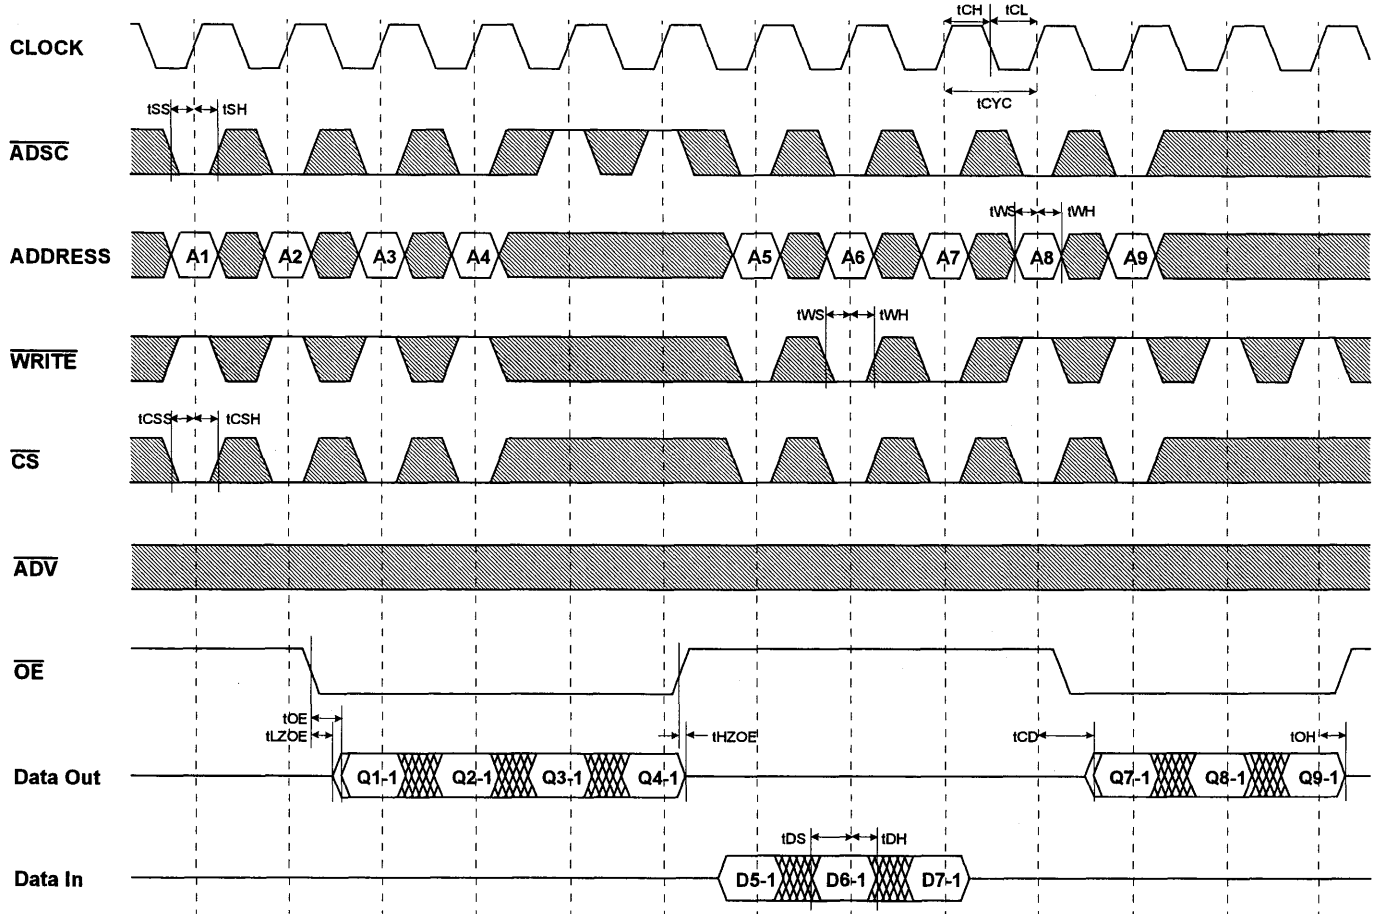 tCH tCL
CLOCK
tCYC
tSS tSH
ADSC
tWS tWH
ADDRESS A1 A2 A3 A4 A5 A6 A7 A8 A9
tWS tWH
WRITE
tCSS tCSH
CS
ADV
OE
tOE
tLZOE tHZOE tCD tOH
Data Out Q1-1 Q2-1 Q3-1 Q4-1 Q7-1 Q8-1 Q9-1
tDS tDH
Data In D5-1 D6-1 D7-1